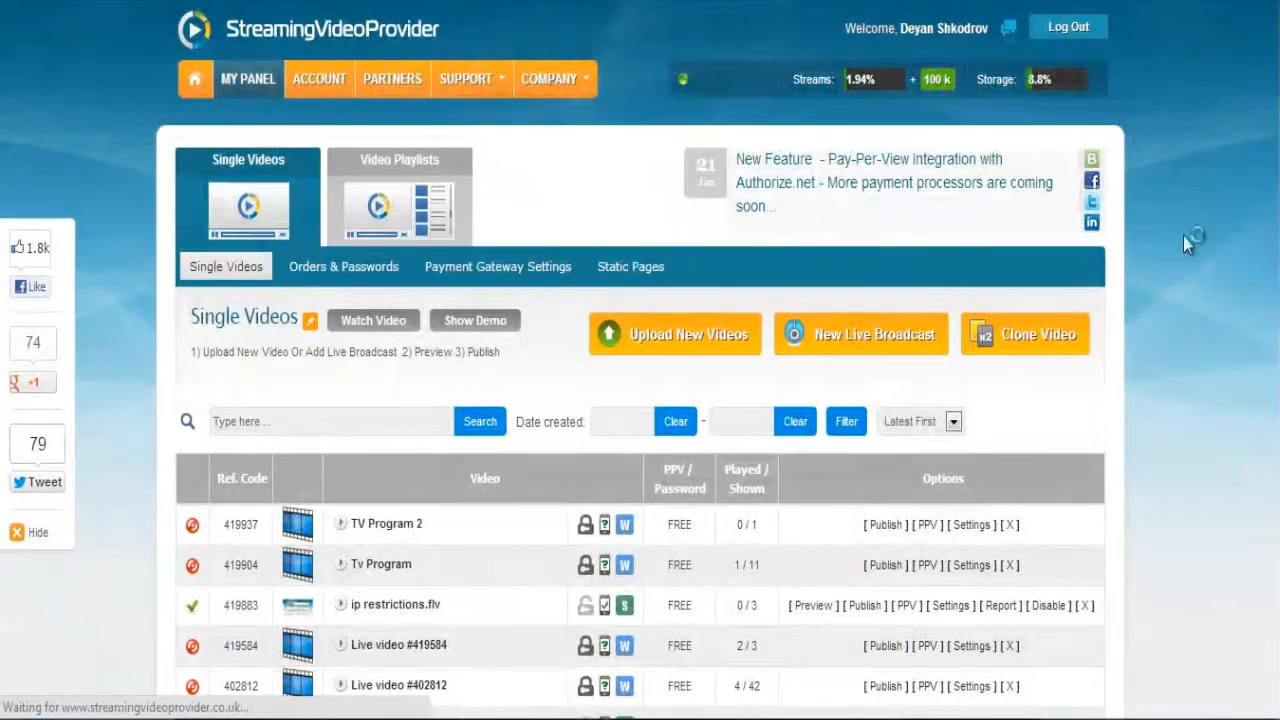 StreamingVideoProvider
Welcome, Deyan Shkodrov
Log Out
MY PANEL ACCOUNT PARTNERS SUPPORT COMPANY
Streams: 1.94% + 100 k Storage: 8.8%
Single Videos
Video Playlists
21
Jan
New Feature - Pay-Per-View Integration with
Authorize.net - More payment processors are coming
soon...
Single Videos Orders & Passwords Payment Gateway Settings Static Pages
1.8k
Like
74
+1
79
Tweet
Hide
Single Videos Watch Video Show Demo
Upload New Videos New Live Broadcast x2 Clone Video
1) Upload New Video Or Add Live Broadcast 2) Preview 3) Publish
Type here.... Search Date created: Clear - Clear Filter Latest First
Ref. Code Video PPV / Password Played / Shown Options
419937 TV Program 2 ? W FREE 0 / 1 [ Publish ] [ PPV ] [ Settings ] [ X ]
419904 Tv Program ? W FREE 1 / 11 [ Publish ] [ PPV ] [ Settings ] [ X ]
419883 ip restrictions.flv S FREE 0 / 3 [ Preview ] [ Publish ] [ PPV ] [ Settings ] [ Report ] [ Disable ] [ X ]
419584 Live video #419584 ? W FREE 2 / 3 [ Publish ] [ PPV ] [ Settings ] [ X ]
402812 Live video #402812 ? W FREE 4 / 42 [ Publish ] [ PPV ] [ Settings ] [ X ]
Waiting for www.streamingvideoprovider.co.uk...